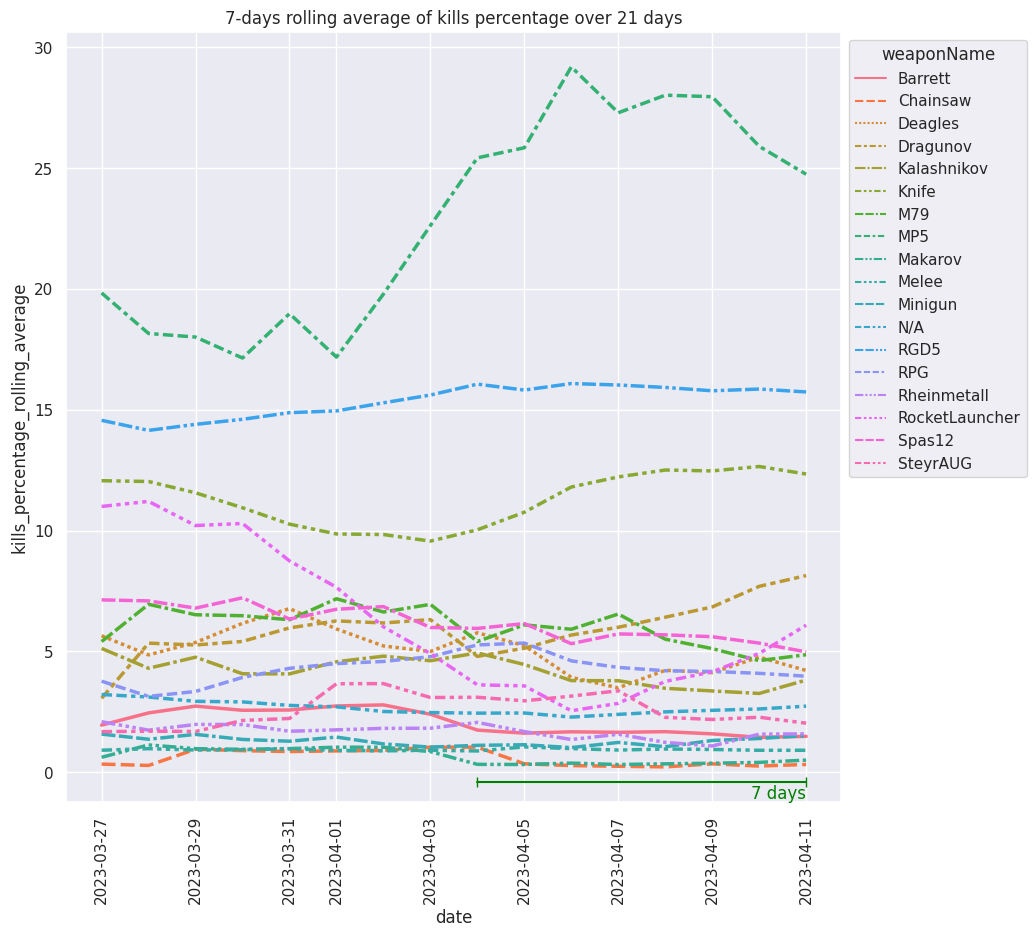 7-days rolling average of kills percentage over 21 days
kills_percentage_rolling_average
30
25
20
15
10
5
0
7 days
2023-03-27
2023-03-29
2023-03-31
2023-04-01
2023-04-03
2023-04-05
2023-04-07
2023-04-09
2023-04-11
date
weaponName
Barrett
Chainsaw
Deagles
Dragunov
Kalashnikov
Knife
M79
MP5
Makarov
Melee
Minigun
N/A
RGD5
RPG
Rheinmetall
RocketLauncher
Spas12
SteyrAUG